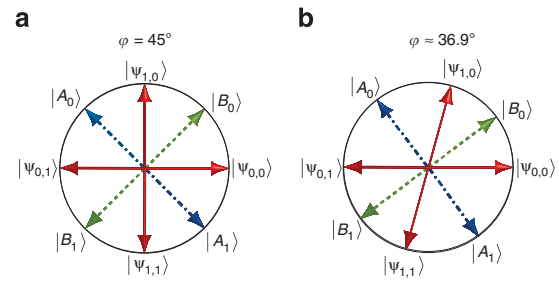 a
φ = 45°
|ψ1,0⟩
|A0⟩
|B0⟩
|ψ0,1⟩
|ψ0,0⟩
|B1⟩
|A1⟩
|ψ1,1⟩
b
φ ≈ 36.9°
|ψ1,0⟩
|A0⟩
|B0⟩
|ψ0,1⟩
|ψ0,0⟩
|B1⟩
|A1⟩
|ψ1,1⟩